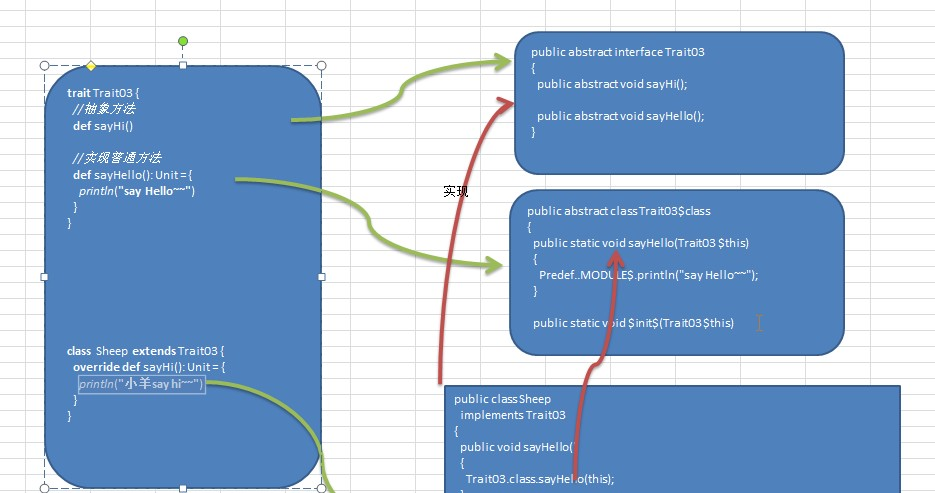 trait Trait03 {
//抽象方法
def sayHi()
//实现普通方法
def sayHello(): Unit = {
println("say Hello~~")
}
}
class Sheep extends Trait03 {
override def sayHi(): Unit = {
println("小羊say hi~~")
}
}
实现
public abstract interface Trait03
{
public abstract void sayHi();
public abstract void sayHello();
}
public abstract class Trait03$class
{
public static void sayHello(Trait03 $this)
{
Predef..MODULE$.println("say Hello~~");
}
public static void $init$(Trait03 $this)
public class Sheep
implements Trait03
{
public void sayHello(
{
Trait03.class.sayHello(this);